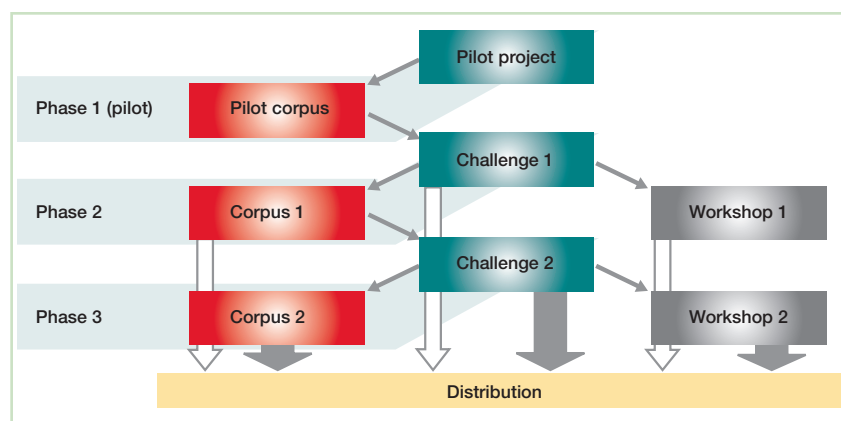 Pilot project
Phase 1 (pilot)
Pilot corpus
Challenge 1
Phase 2
Corpus 1
Workshop 1
Challenge 2
Phase 3
Corpus 2
Workshop 2
Distribution